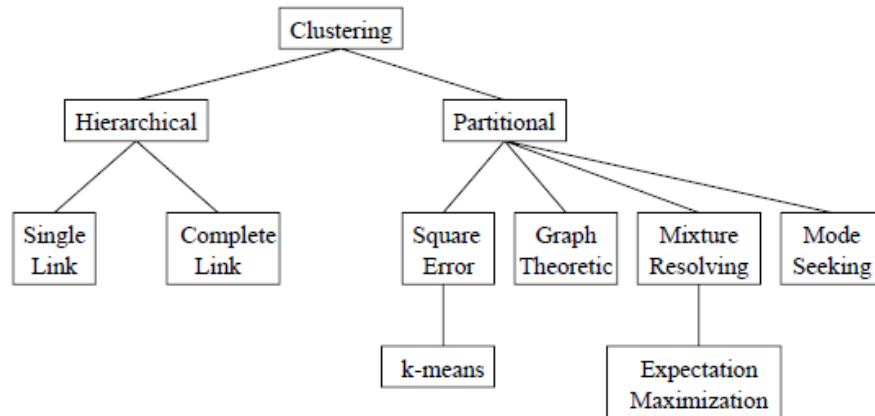 Clustering
Hierarchical
Partitional
Single
Link
Complete
Link
Square
Error
Graph
Theoretic
Mixture
Resolving
Mode
Seeking
k-means
Expectation
Maximization